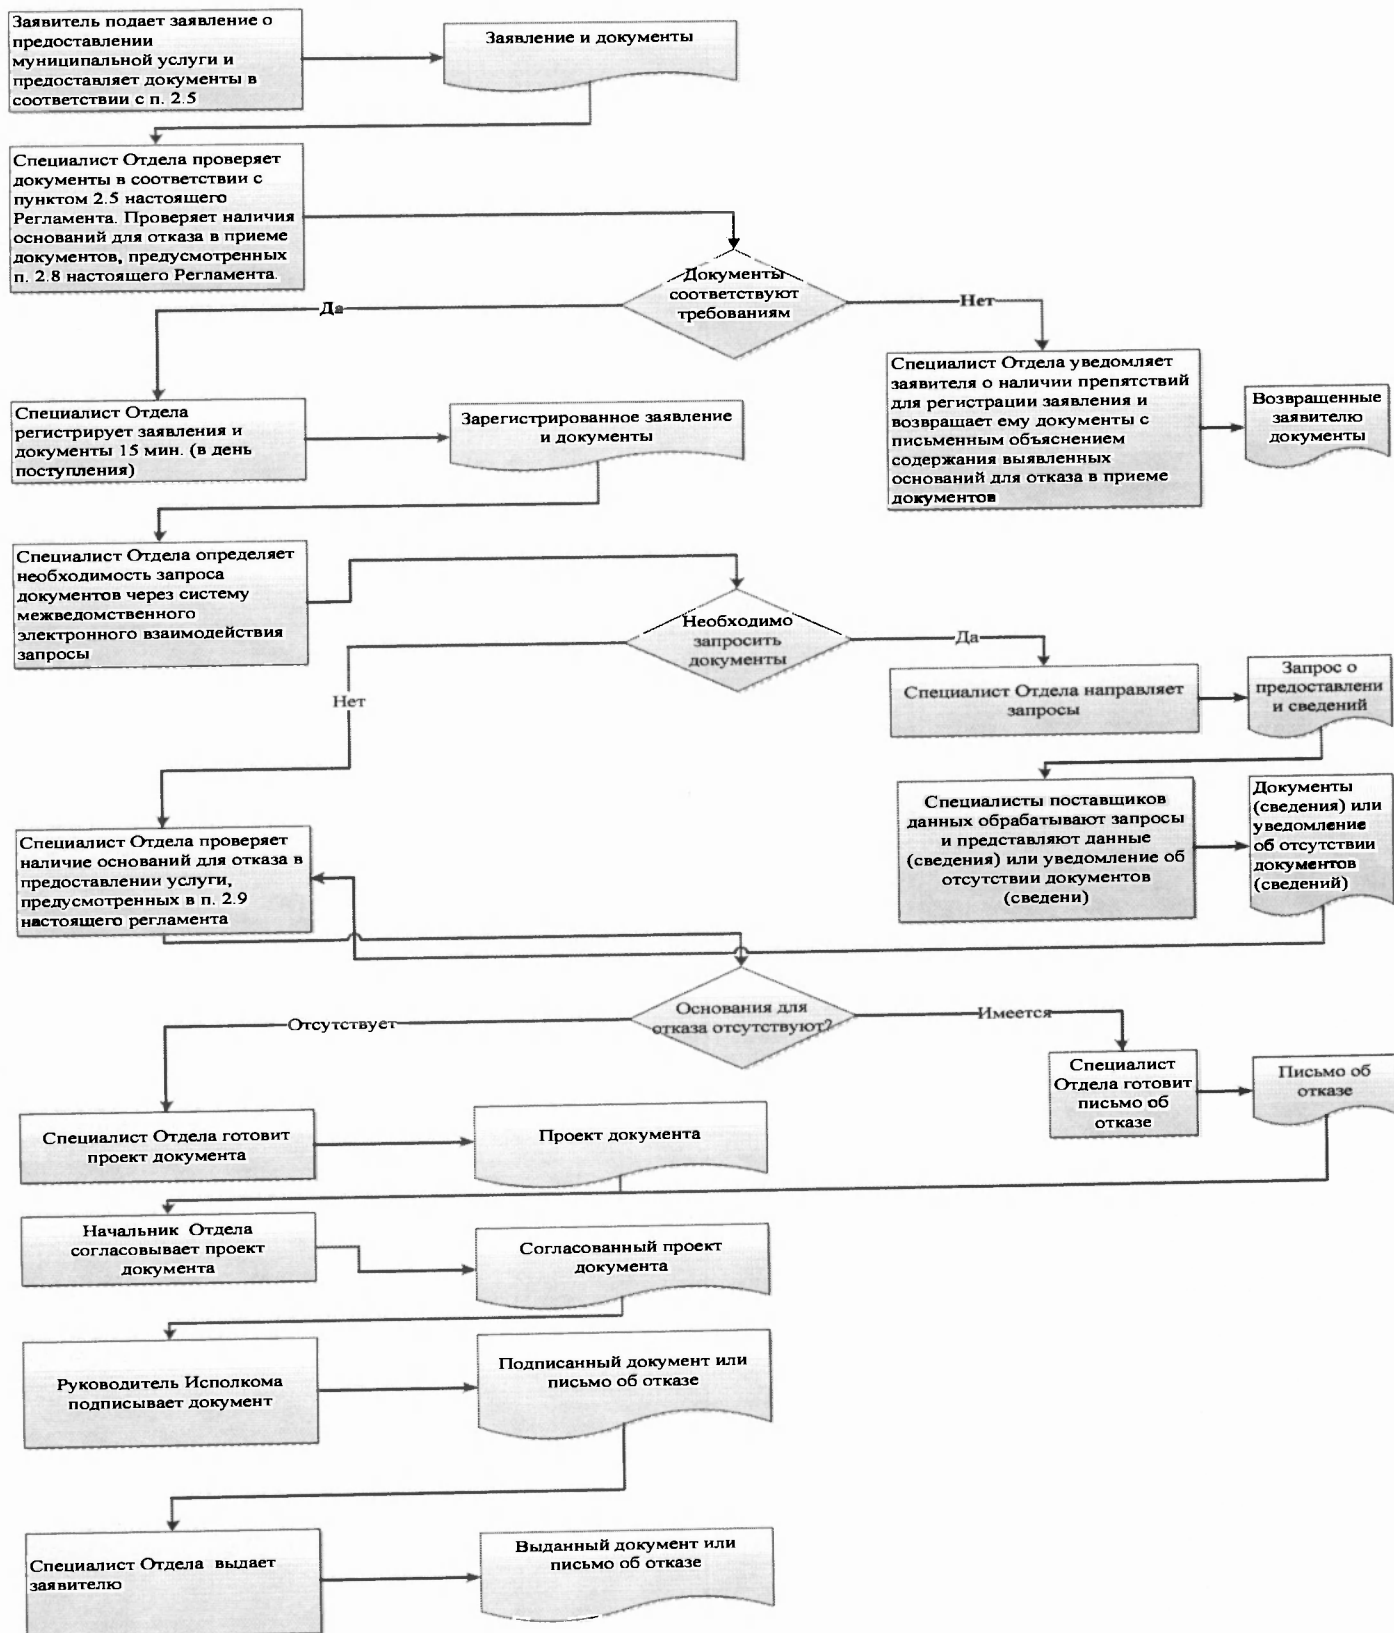 Заявитель подает заявление о
предоставлении
муниципальной услуги и
предоставляет документы в
соответствии с п. 2.5
Заявление и документы
Специалист Отдела проверяет
документы в соответствии с
пунктом 2.5 настоящего
Регламента. Проверяет наличия
оснований для отказа в приеме
документов, предусмотренных
п. 2.8 настоящего Регламента.
Документы
соответствуют
требованиям
Да
Нет
Специалист Отдела уведомляет
заявителя о наличии препятствий
для регистрации заявления и
возвращает ему документы с
письменным объяснением
содержания выявленных
оснований для отказа в приеме
документов
Возвращенные
заявителю
документы
Специалист Отдела
регистрирует заявления и
документы 15 мин. (в день
поступления)
Зарегистрированное заявление
и документы
Специалист Отдела определяет
необходимость запроса
документов через систему
межведомственного
электронного взаимодействия
запросы
Необходимо
запросить
документы
Да
Нет
Специалист Отдела направляет
запросы
Запрос о
предоставлени
и сведений
Специалисты поставщиков
данных обрабатывают запросы
и представляют данные
(сведения) или уведомление об
отсутствии документов
(сведени)
Документы
(сведения) или
уведомление
об отсутствии
документов
(сведений)
Специалист Отдела проверяет
наличие оснований для отказа в
предоставлении услуги,
предусмотренных в п. 2.9
настоящего регламента
Основания для
отказа отсутствуют?
Отсутствует
Имеется
Специалист
Отдела готовит
письмо об
отказе
Письмо об
отказе
Специалист Отдела готовит
проект документа
Проект документа
Начальник Отдела
согласовывает проект
документа
Согласованный проект
документа
Руководитель Исполкома
подписывает документ
Подписанный документ или
письмо об отказе
Специалист Отдела выдает
заявителю
Выданный документ или
письмо об отказе